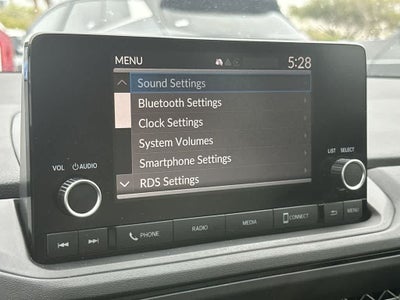 MENU 5:28
Sound Settings
Bluetooth Settings
Clock Settings
System Volumes
Smartphone Settings
RDS Settings
VOL AUDIO
LIST SELECT
PHONE RADIO MEDIA CONNECT MENU